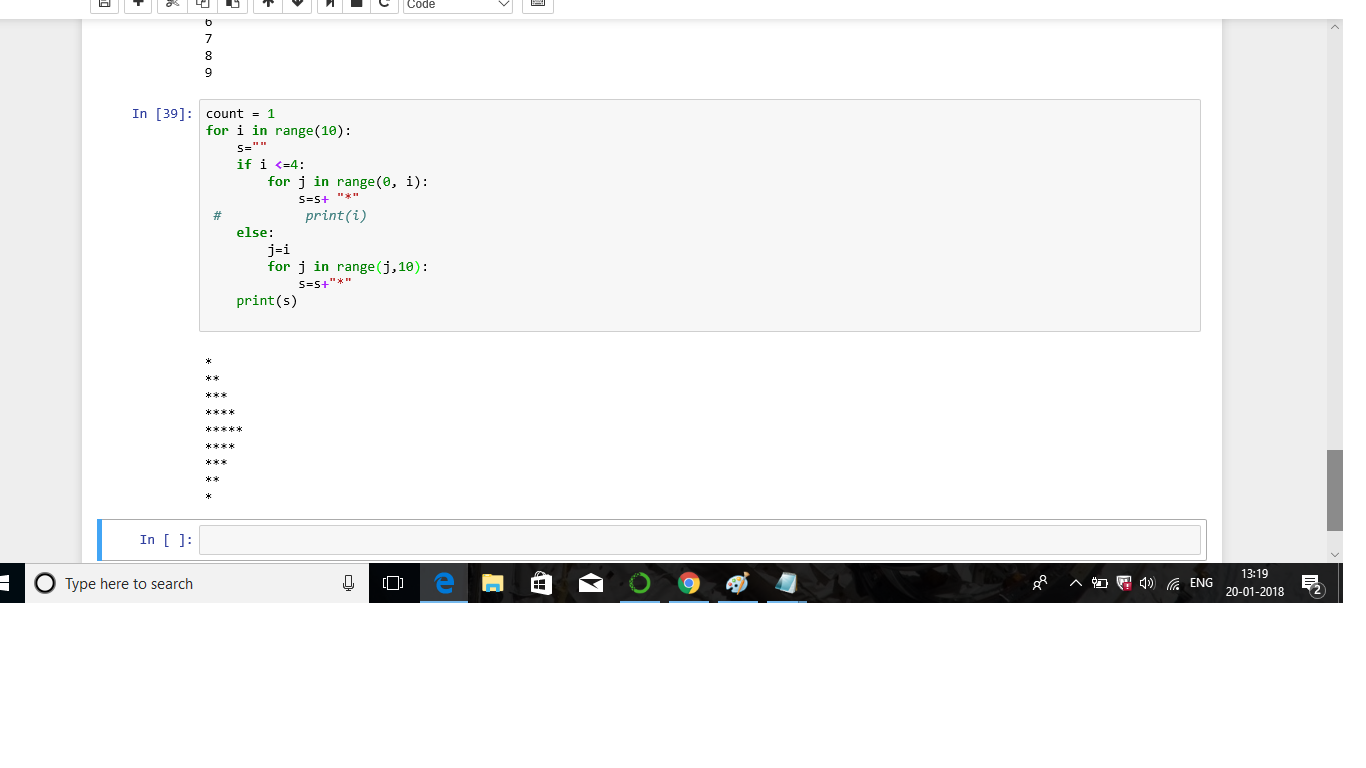 Code
6
7
8
9
In [39]:
count = 1
for i in range(10):
    s=""
    if i <=4:
        for j in range(0, i):
            s=s+ "*"
 #           print(i)
    else:
        j=i
        for j in range(j,10):
            s=s+"*"
    print(s)
*
**
***
****
*****
****
***
**
*
In [ ]:
Type here to search
ENG
13:19
20-01-2018
2